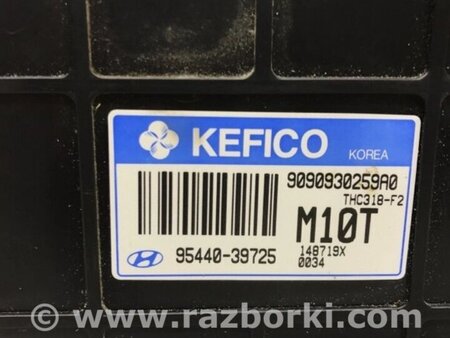 KEFICO
KOREA
9090930259A0
THC318-F2
M10T
148719X
0034
95440-39725
© www.razborki.com